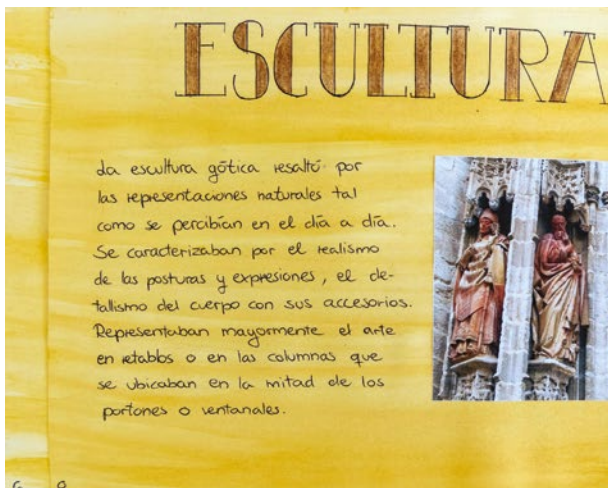 ESCULTURA
La escultura gótica resaltó por
las representaciones naturales tal
como se percibían en el día a día.
Se caracterizaban por el realismo
de las posturas y expresiones, el de-
tallismo del cuerpo con sus accesorios.
Representaban mayormente el arte
en retablos o en las columnas que
se ubicaban en la mitad de los
portones o ventanales.